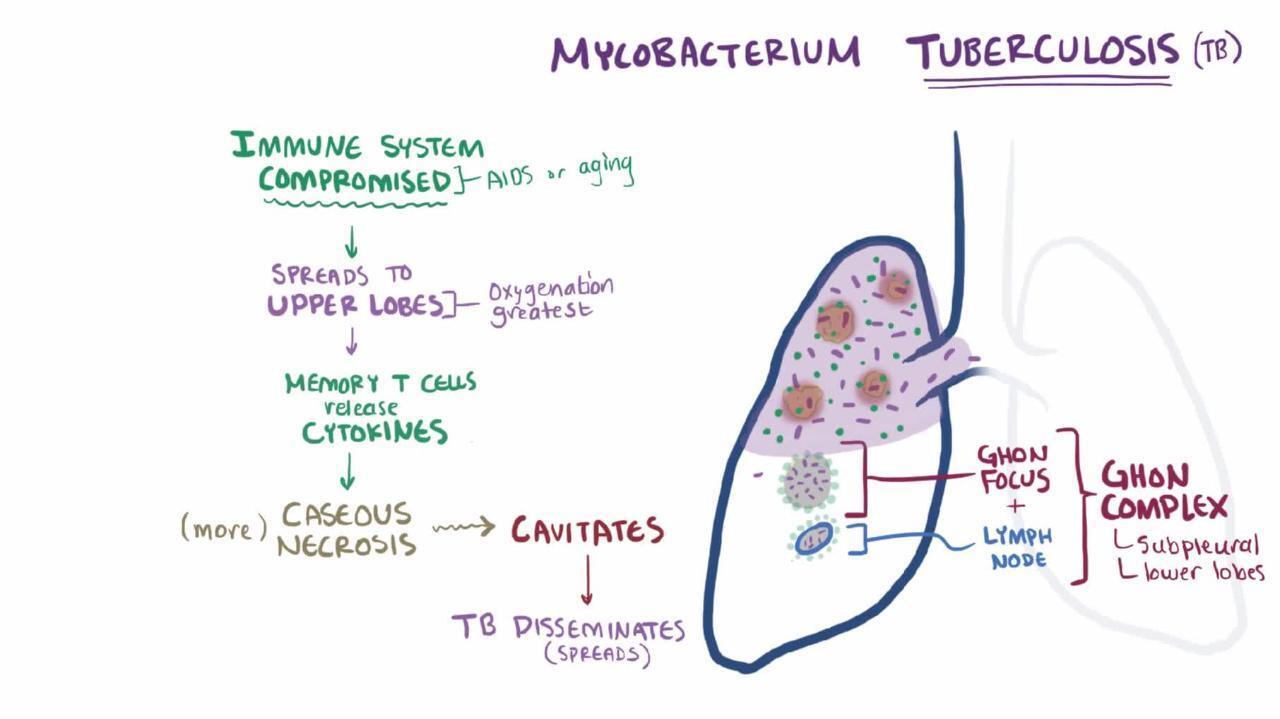 MYCOBACTERIUM TUBERCULOSIS (TB)
IMMUNE SYSTEM
COMPROMISED
AIDS or aging
SPREADS TO
UPPER LOBES
Oxygenation
greatest
MEMORY T CELLS
release
CYTOKINES
(more) CASEOUS
NECROSIS
CAVITATES
TB DISSEMINATES
(SPREADS)
GHON
FOCUS
+
LYMPH
NODE
GHON
COMPLEX
subpleural
lower lobes